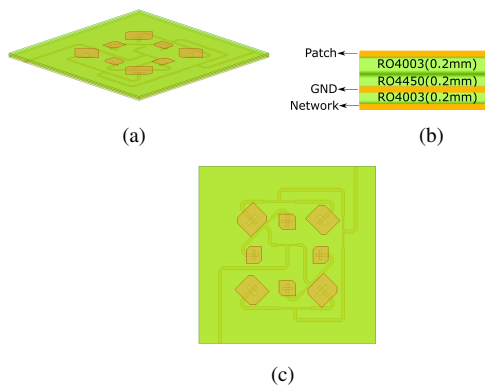 Patch
RO4003(0.2mm)
RO4450(0.2mm)
GND
RO4003(0.2mm)
Network
(a)
(b)
(c)